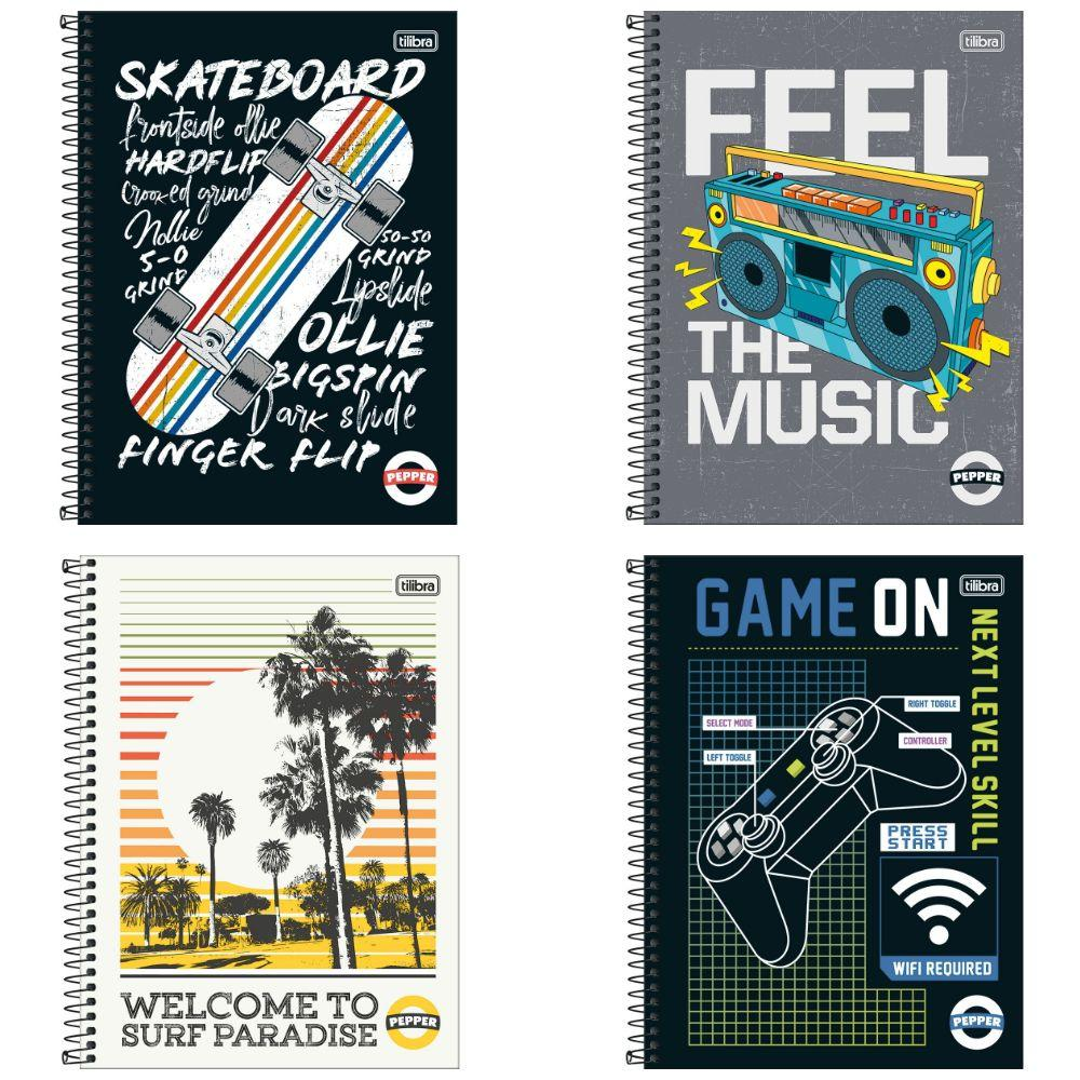 tilibra
SKATEBOARD
frontside ollie
HARDFLIP
Crooked grind
Nollie
5-0
GRIND
50-50
GRIND
Lipslide
OLLIE
BIGSPIN
Dark slide
FINGER FLIP
PEPPER
tilibra
FEEL
THE
MUSIC
PEPPER
tilibra
WELCOME TO
SURF PARADISE
PEPPER
GAME ON
tilibra
NEXT LEVEL SKILL
RIGHT TOGGLE
SELECT MODE
CONTROLLER
LEFT TOGGLE
PRESS
START
WIFI REQUIRED
PEPPER